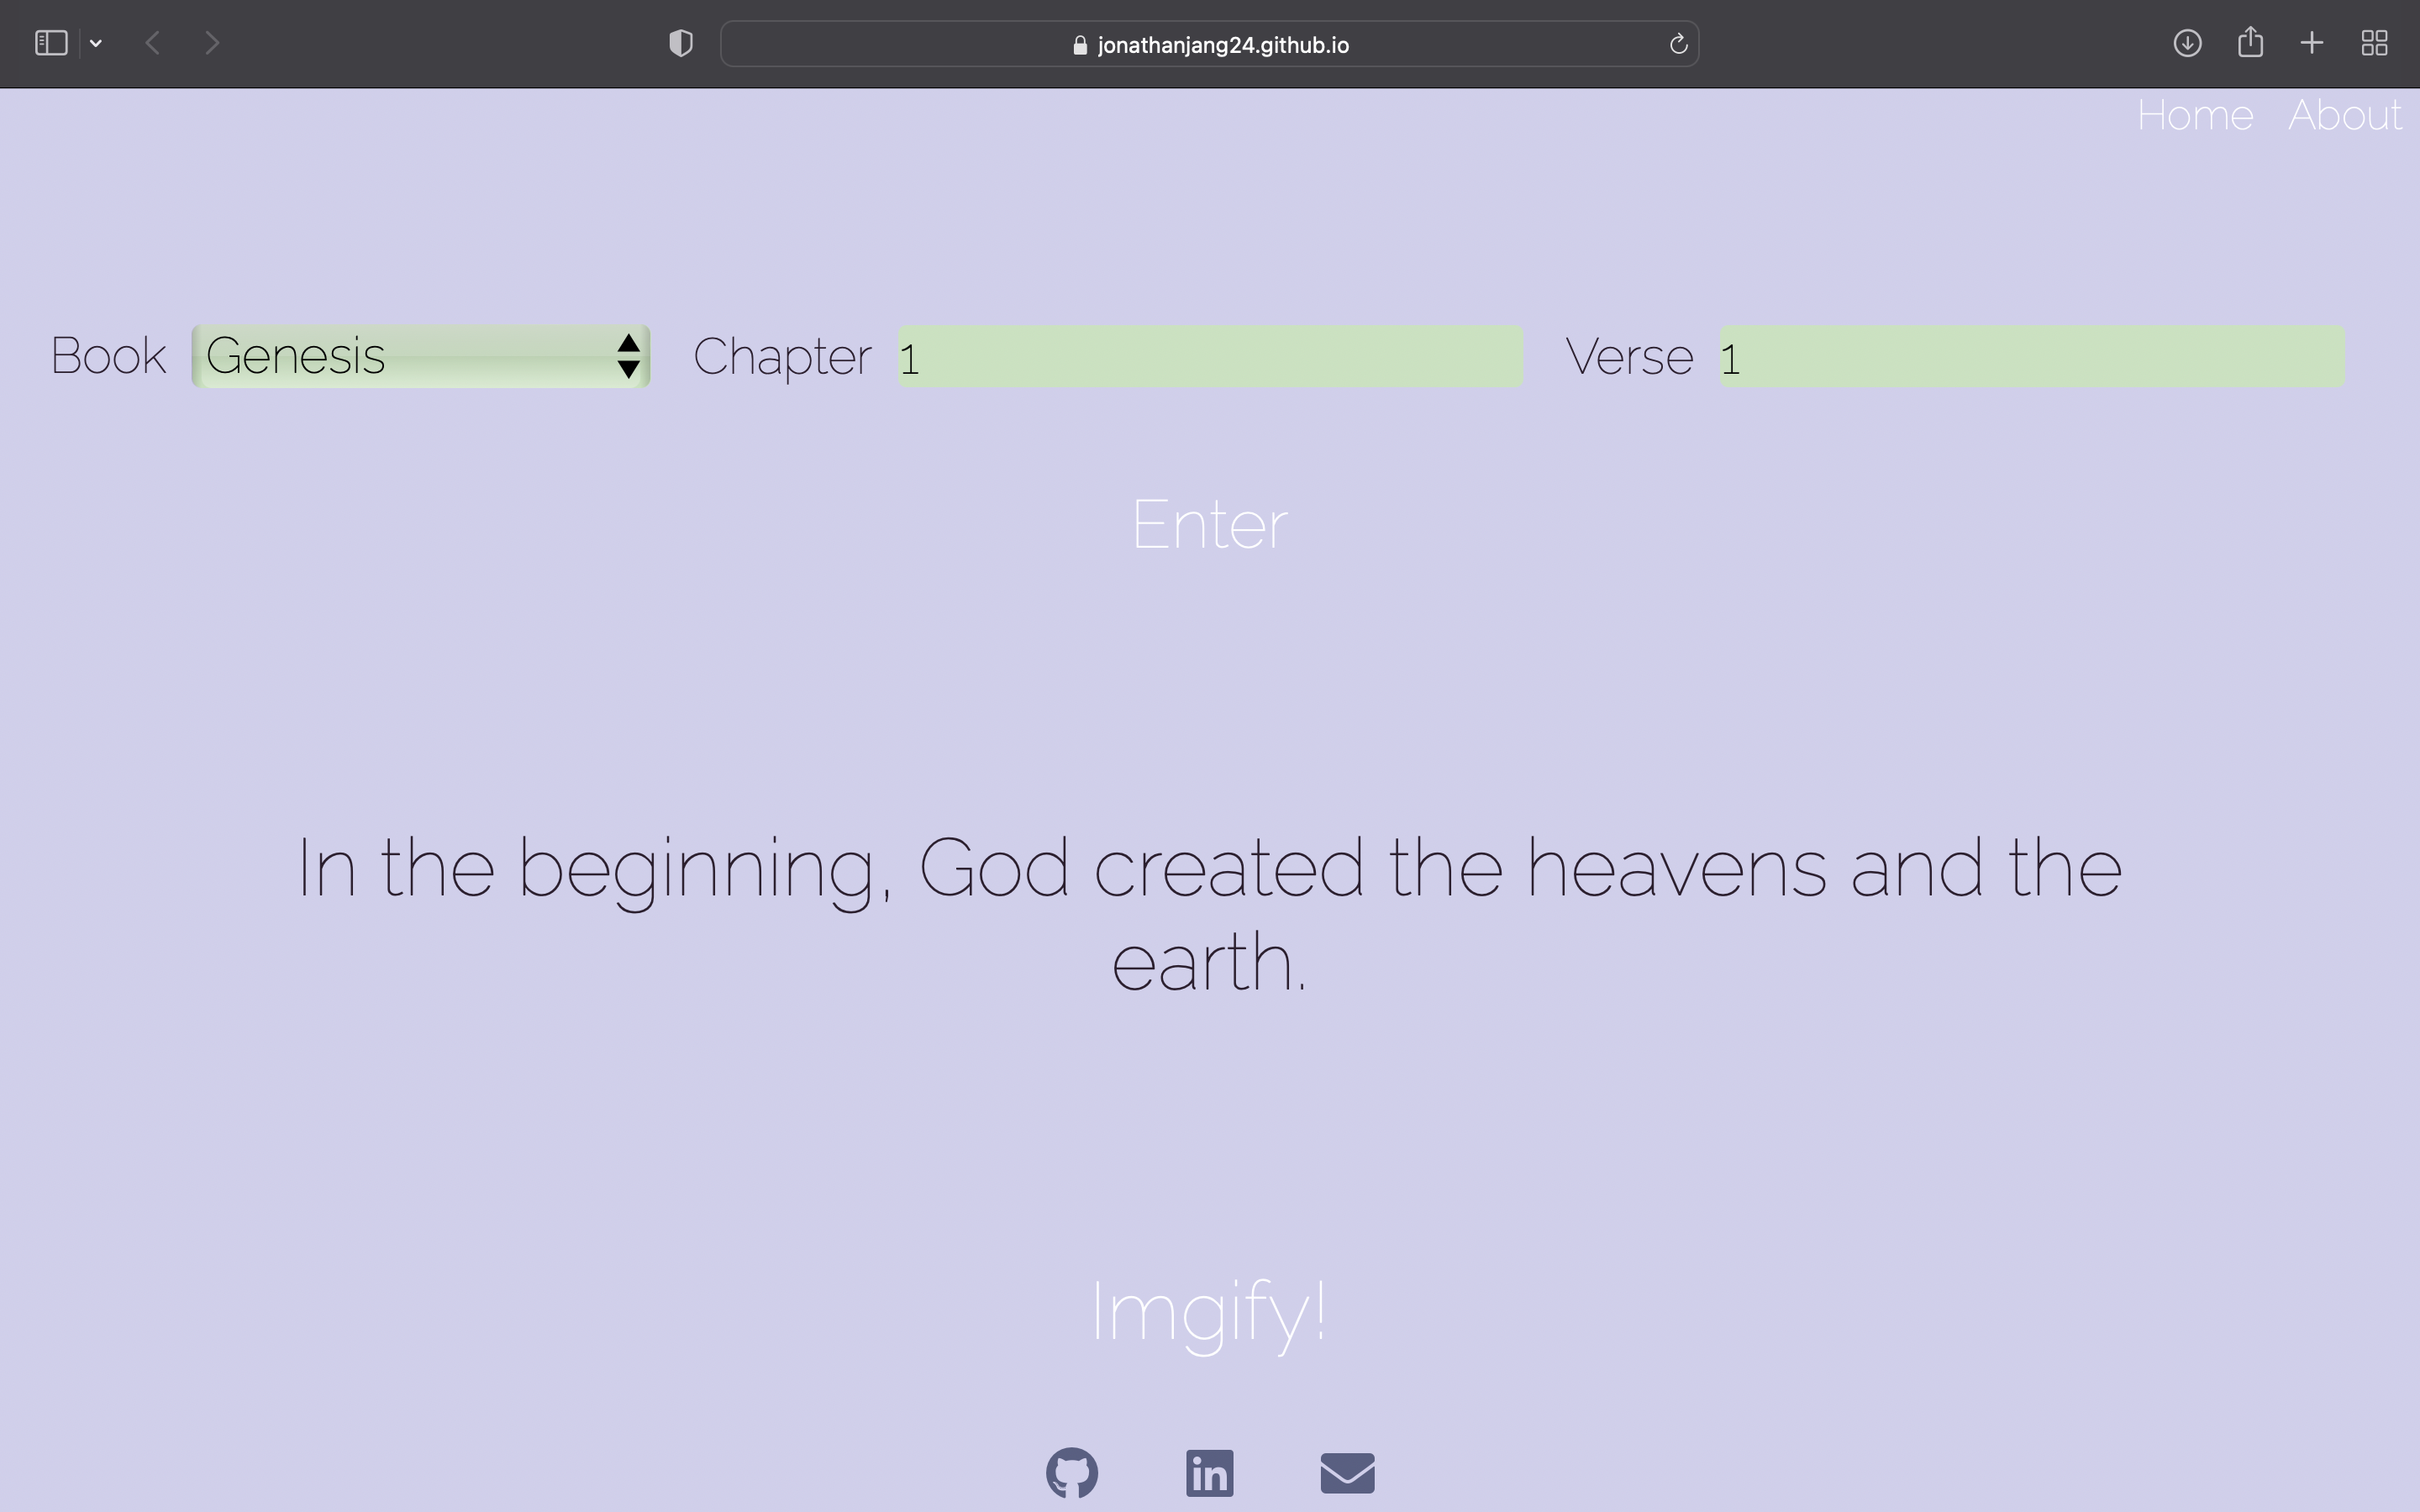 jonathanjang24.github.io
Home About
Book Genesis Chapter 1 Verse 1
Enter
In the beginning, God created the heavens and the
earth.
Imgify!
in